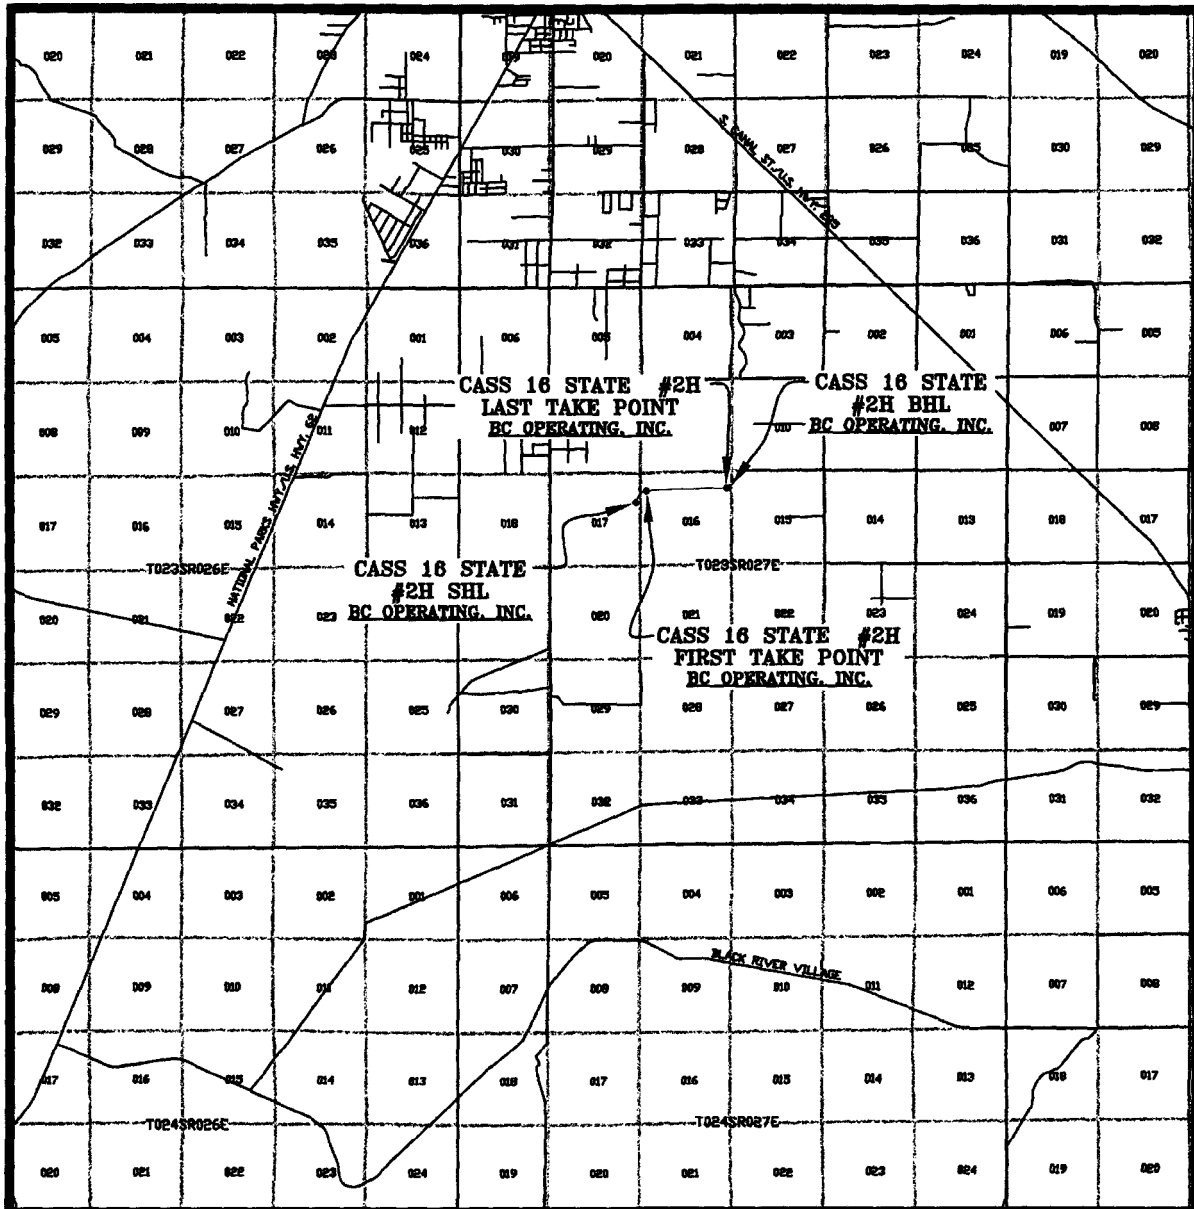 020 021 022 023 024 019 020 021 022 023 024 019 020
029 028 027 026 025 030 029 028 027 026 025 030 029
S. CANAL ST./U.S. HWY. 285
032 033 034 035 036 031 032 033 034 035 036 031 032
005 004 003 002 001 006 005 004 003 002 001 006 005
CASS 16 STATE #2H
LAST TAKE POINT
BC OPERATING, INC.
CASS 16 STATE
#2H BHL
BC OPERATING, INC.
008 009 010 011 012 010 007 008
NATIONAL PARKS HWY./U.S. HWY. 62
017 016 015 014 013 018 017 016 015 014 013 018 017
T023SR026E T023SR027E
CASS 16 STATE
#2H SHL
BC OPERATING, INC.
020 021 022 023 020 021 022 023 024 019 020
CASS 16 STATE #2H
FIRST TAKE POINT
BC OPERATING, INC.
029 028 027 026 025 030 029 028 027 026 025 030 029
032 033 034 035 036 031 032 033 034 035 036 031 032
005 004 003 002 001 006 005 004 003 002 001 006 005
BLACK RIVER VILLAGE
008 009 010 011 012 007 008 009 010 011 012 007 008
017 016 015 014 013 018 017 016 015 014 013 018 017
T024SR026E T024SR027E
020 021 022 023 024 019 020 021 022 023 024 019 020